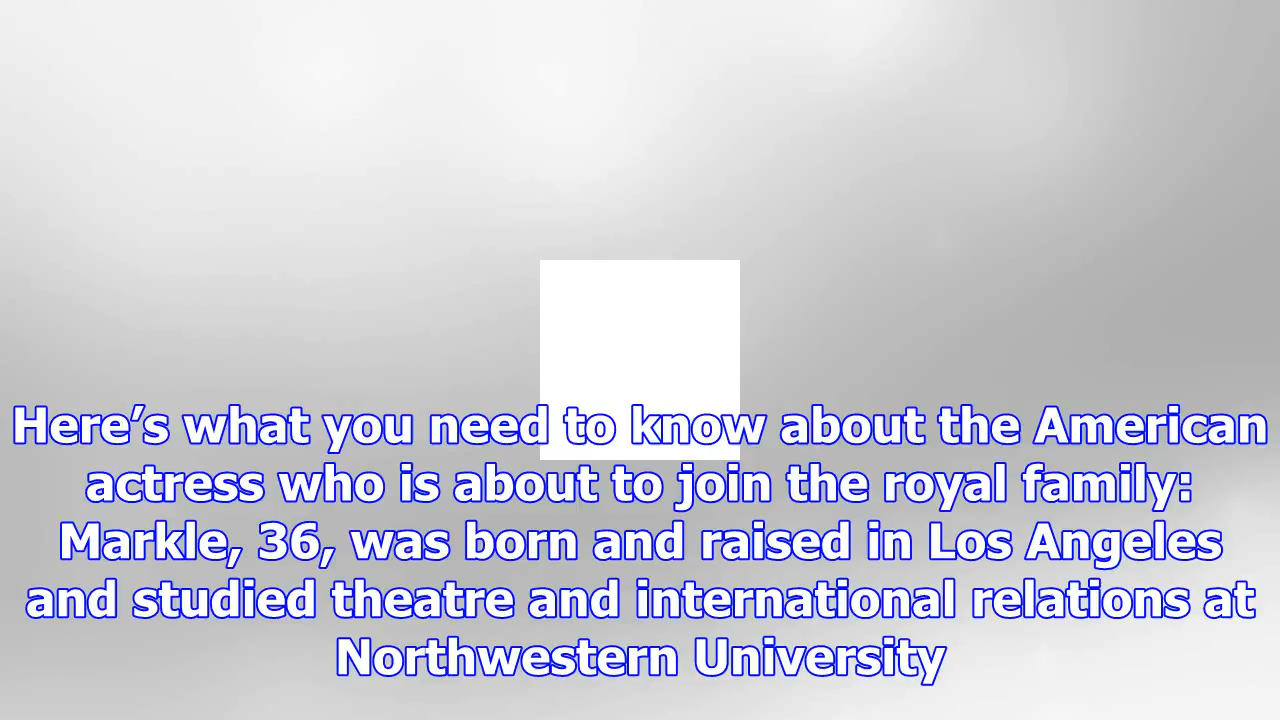 Here’s what you need to know about the American
actress who is about to join the royal family:
Markle, 36, was born and raised in Los Angeles
and studied theatre and international relations at
Northwestern University